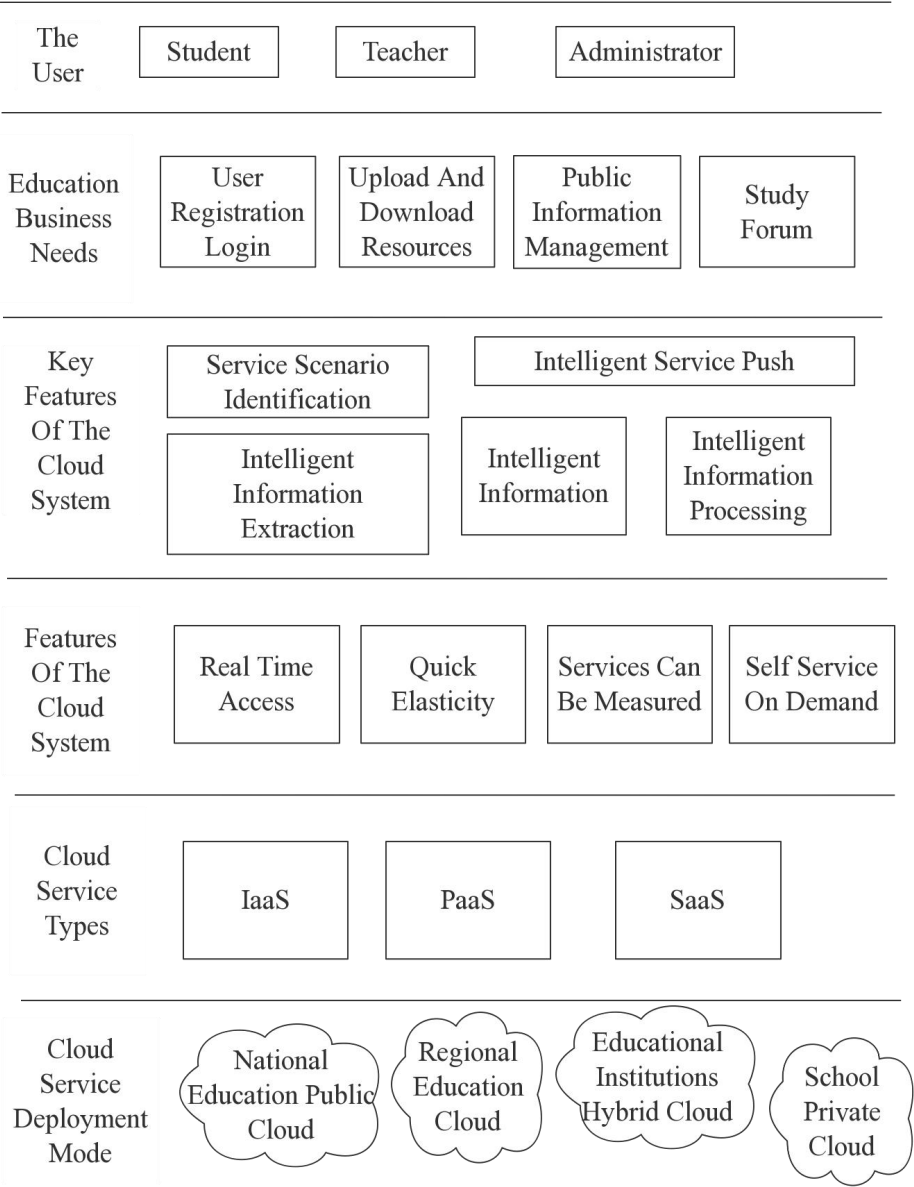 The
User
Student
Teacher
Administrator
Education
Business
Needs
User
Registration
Login
Upload And
Download
Resources
Public
Information
Management
Study
Forum
Key
Features
Of The
Cloud
System
Service Scenario
Identification
Intelligent Service Push
Intelligent
Information
Extraction
Intelligent
Information
Intelligent
Information
Processing
Features
Of The
Cloud
System
Real Time
Access
Quick
Elasticity
Services Can
Be Measured
Self Service
On Demand
Cloud
Service
Types
IaaS
PaaS
SaaS
Cloud
Service
Deployment
Mode
National
Education Public
Cloud
Regional
Education
Cloud
Educational
Institutions
Hybrid Cloud
School
Private
Cloud